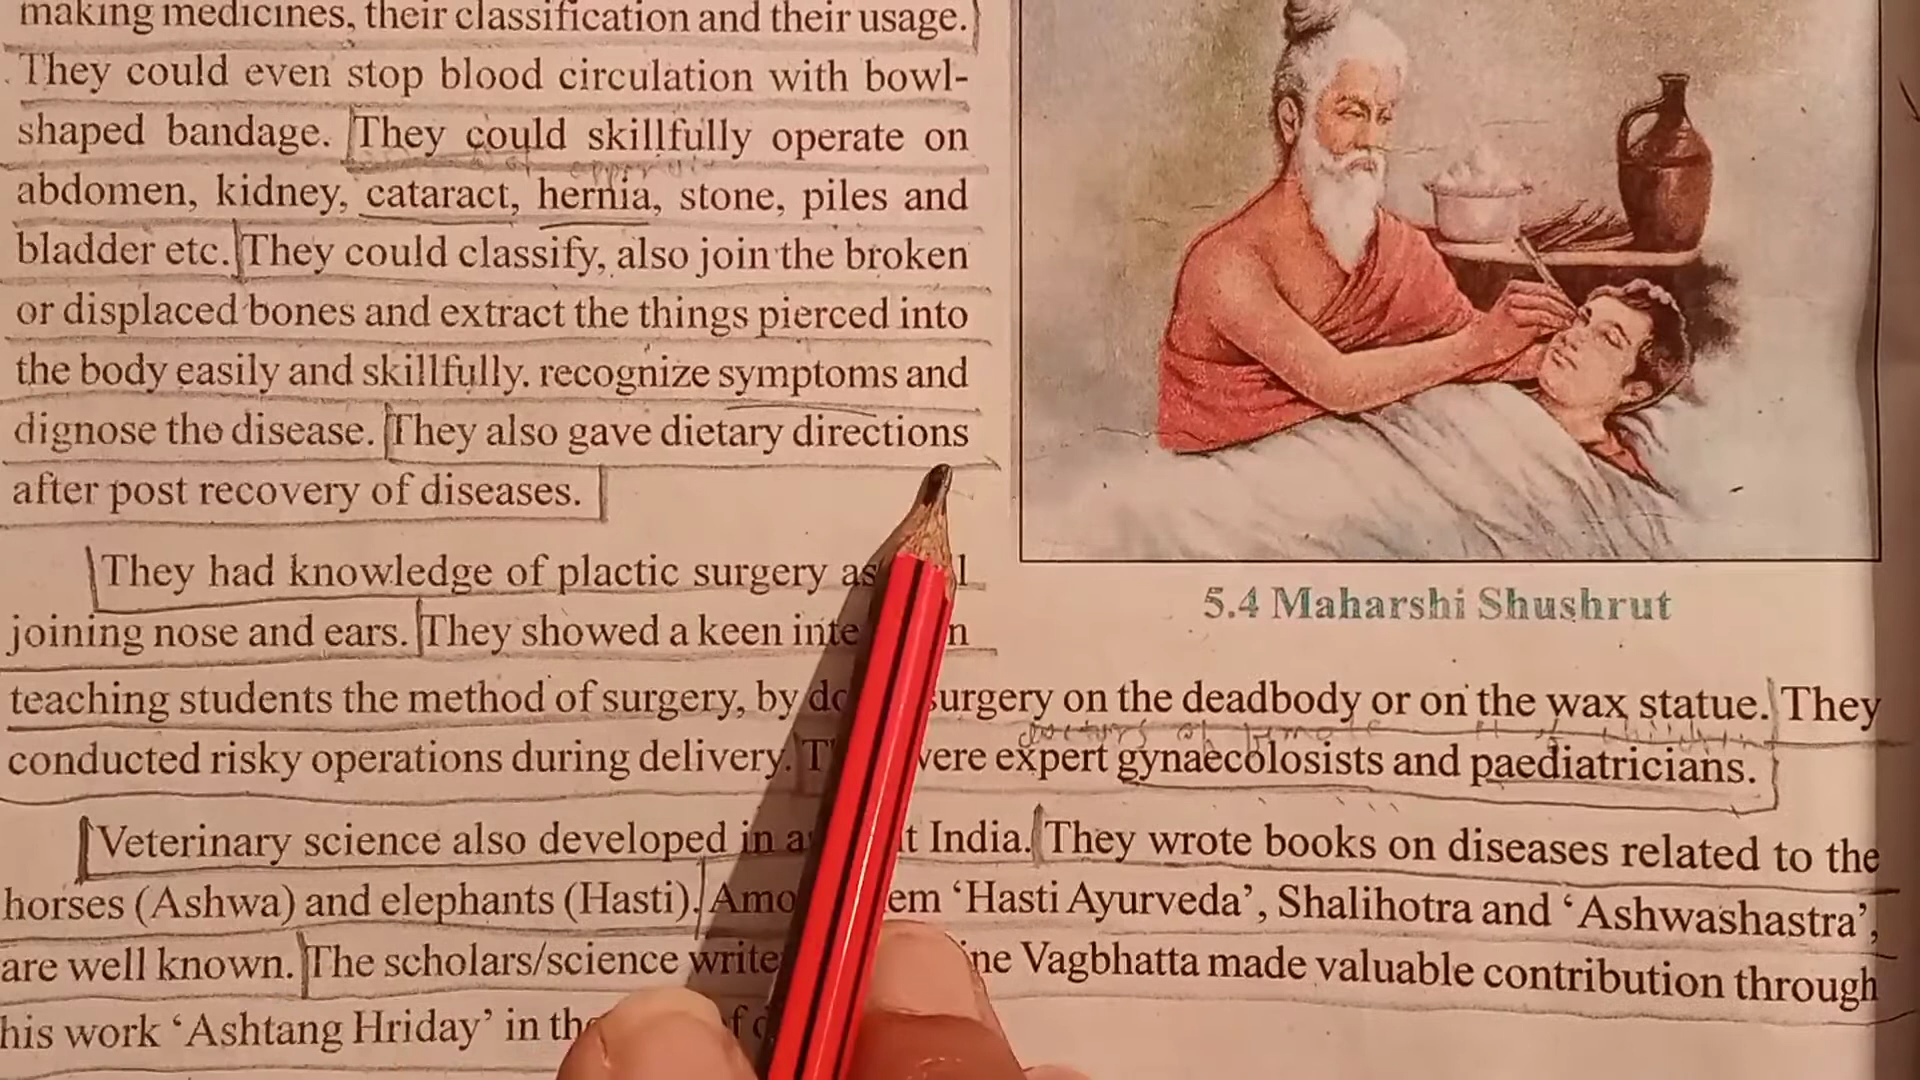 making medicines, their classification and their usage.
They could even stop blood circulation with bowl-
shaped bandage. They could skillfully operate on
abdomen, kidney, cataract, hernia, stone, piles and
bladder etc. They could classify, also join the broken
or displaced bones and extract the things pierced into
the body easily and skillfully. recognize symptoms and
dignose the disease. They also gave dietary directions
after post recovery of diseases.
They had knowledge of plactic surgery as
joining nose and ears. They showed a keen
5.4 Maharshi Shushrut
teaching students the method of surgery, by surgery on the deadbody or on the wax statue. They
conducted risky operations during delivery. were expert gynaecolosists and paediatricians.
Veterinary science also developed in India. They wrote books on diseases related to the
horses (Ashwa) and elephants (Hasti). ‘Hasti Ayurveda’, Shalihotra and ‘Ashwashastra’,
are well known. The scholars/science Vagbhatta made valuable contribution through
his work ‘Ashtang Hriday’ in